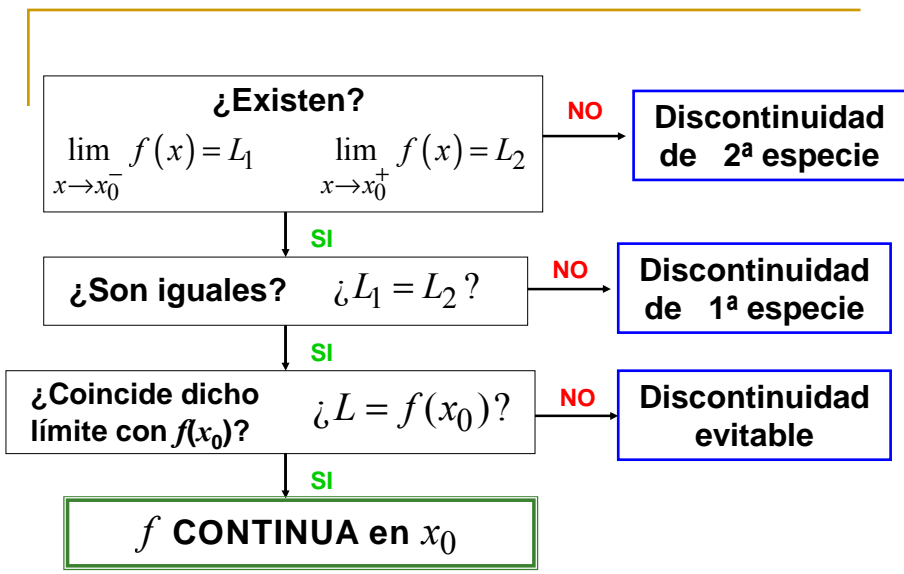 ¿Existen?
lim f(x) = L₁ lim f(x) = L₂
x→x₀⁻ x→x₀⁺
NO
Discontinuidad
de 2ª especie
SI
¿Son iguales? ¿L₁ = L₂?
NO
Discontinuidad
de 1ª especie
SI
¿Coincide dicho
límite con f(x₀)?
¿L = f(x₀)?
NO
Discontinuidad
evitable
SI
f CONTINUA en x₀